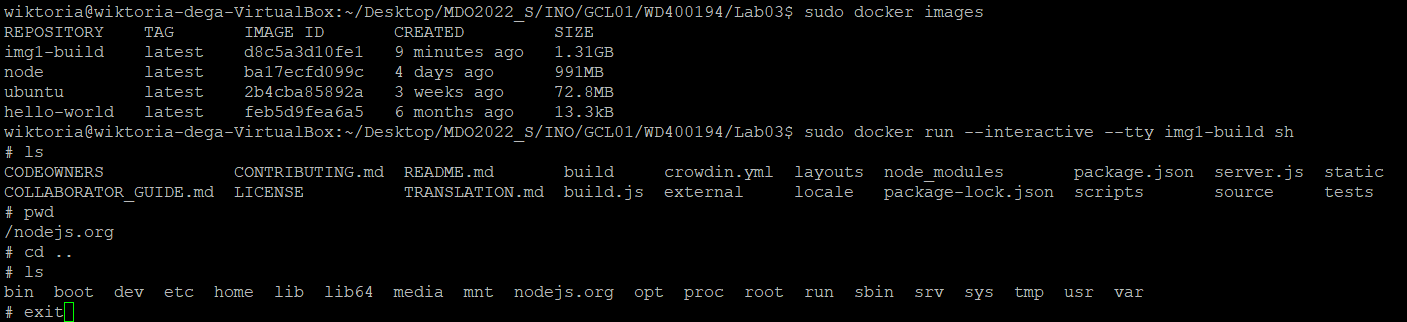 wiktoria@wiktoria-dega-VirtualBox:~/Desktop/MDO2022_S/INO/GCL01/WD400194/Lab03$ sudo docker images
REPOSITORY    TAG       IMAGE ID       CREATED         SIZE
img1-build    latest    d8c5a3d10fe1   9 minutes ago   1.31GB
node          latest    ba17ecfd099c   4 days ago      991MB
ubuntu        latest    2b4cba85892a   3 weeks ago     72.8MB
hello-world   latest    feb5d9fea6a5   6 months ago    13.3kB
wiktoria@wiktoria-dega-VirtualBox:~/Desktop/MDO2022_S/INO/GCL01/WD400194/Lab03$ sudo docker run --interactive --tty img1-build sh
# ls
CODEOWNERS             CONTRIBUTING.md  README.md       build     crowdin.yml  layouts  node_modules       package.json  server.js  static
COLLABORATOR_GUIDE.md  LICENSE          TRANSLATION.md  build.js  external     locale   package-lock.json  scripts       source     tests
# pwd
/nodejs.org
# cd ..
# ls
bin  boot  dev  etc  home  lib  lib64  media  mnt  nodejs.org  opt  proc  root  run  sbin  srv  sys  tmp  usr  var
# exit